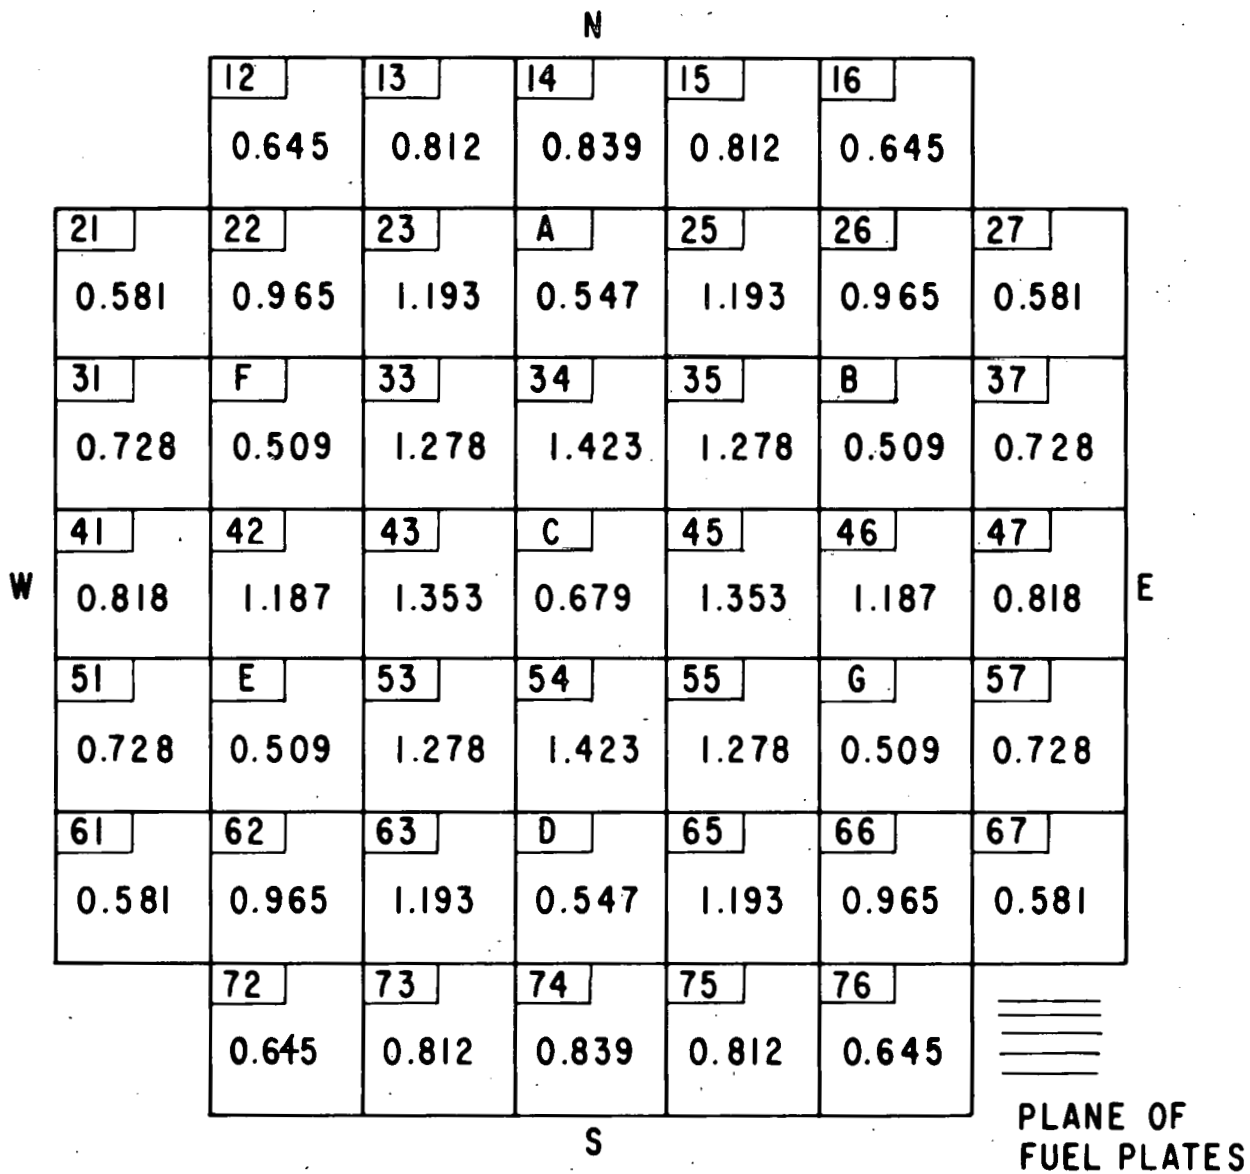 N
12 13 14 15 16
0.645 0.812 0.839 0.812 0.645
21 22 23 A 25 26 27
0.581 0.965 1.193 0.547 1.193 0.965 0.581
31 F 33 34 35 B 37
0.728 0.509 1.278 1.423 1.278 0.509 0.728
41 42 43 C 45 46 47
W 0.818 1.187 1.353 0.679 1.353 1.187 0.818 E
51 E 53 54 55 G 57
0.728 0.509 1.278 1.423 1.278 0.509 0.728
61 62 63 D 65 66 67
0.581 0.965 1.193 0.547 1.193 0.965 0.581
72 73 74 75 76
0.645 0.812 0.839 0.812 0.645
PLANE OF
FUEL PLATES
S